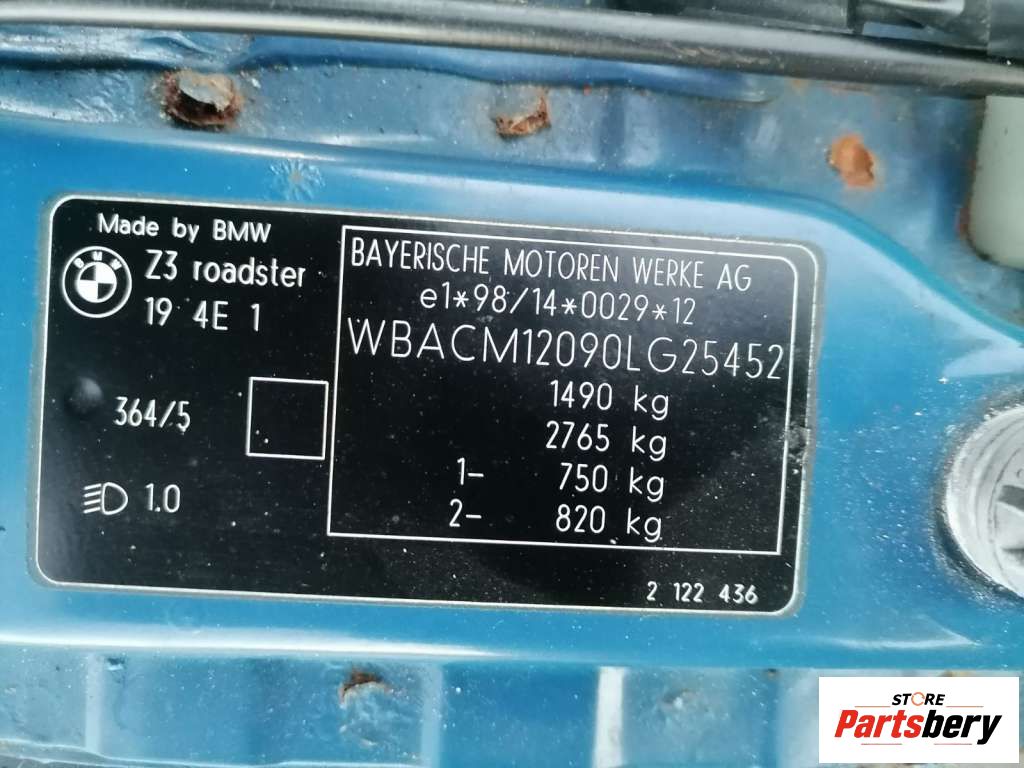 Made by BMW
BMW
Z3 roadster
19 4E 1
364/5
1.0
BAYERISCHE MOTOREN WERKE AG
e1*98/14*0029*12
WBACM12090LG25452
1490 kg
2765 kg
1- 750 kg
2- 820 kg
2 122 436
STORE
Partsbery